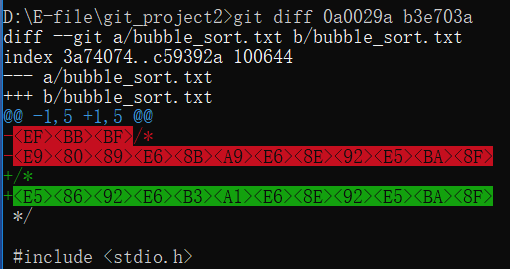 D:\E-file\git_project2>git diff 0a0029a b3e703a
diff --git a/bubble_sort.txt b/bubble_sort.txt
index 3a74074..c59392a 100644
--- a/bubble_sort.txt
+++ b/bubble_sort.txt
@@ -1,5 +1,5 @@
-<EF><BB><BF>/*
-<E9><80><89><E6><8B><A9><E6><8E><92><E5><BA><8F>
+/*
+<E5><86><92><E6><B3><A1><E6><8E><92><E5><BA><8F>
 */

 #include <stdio.h>